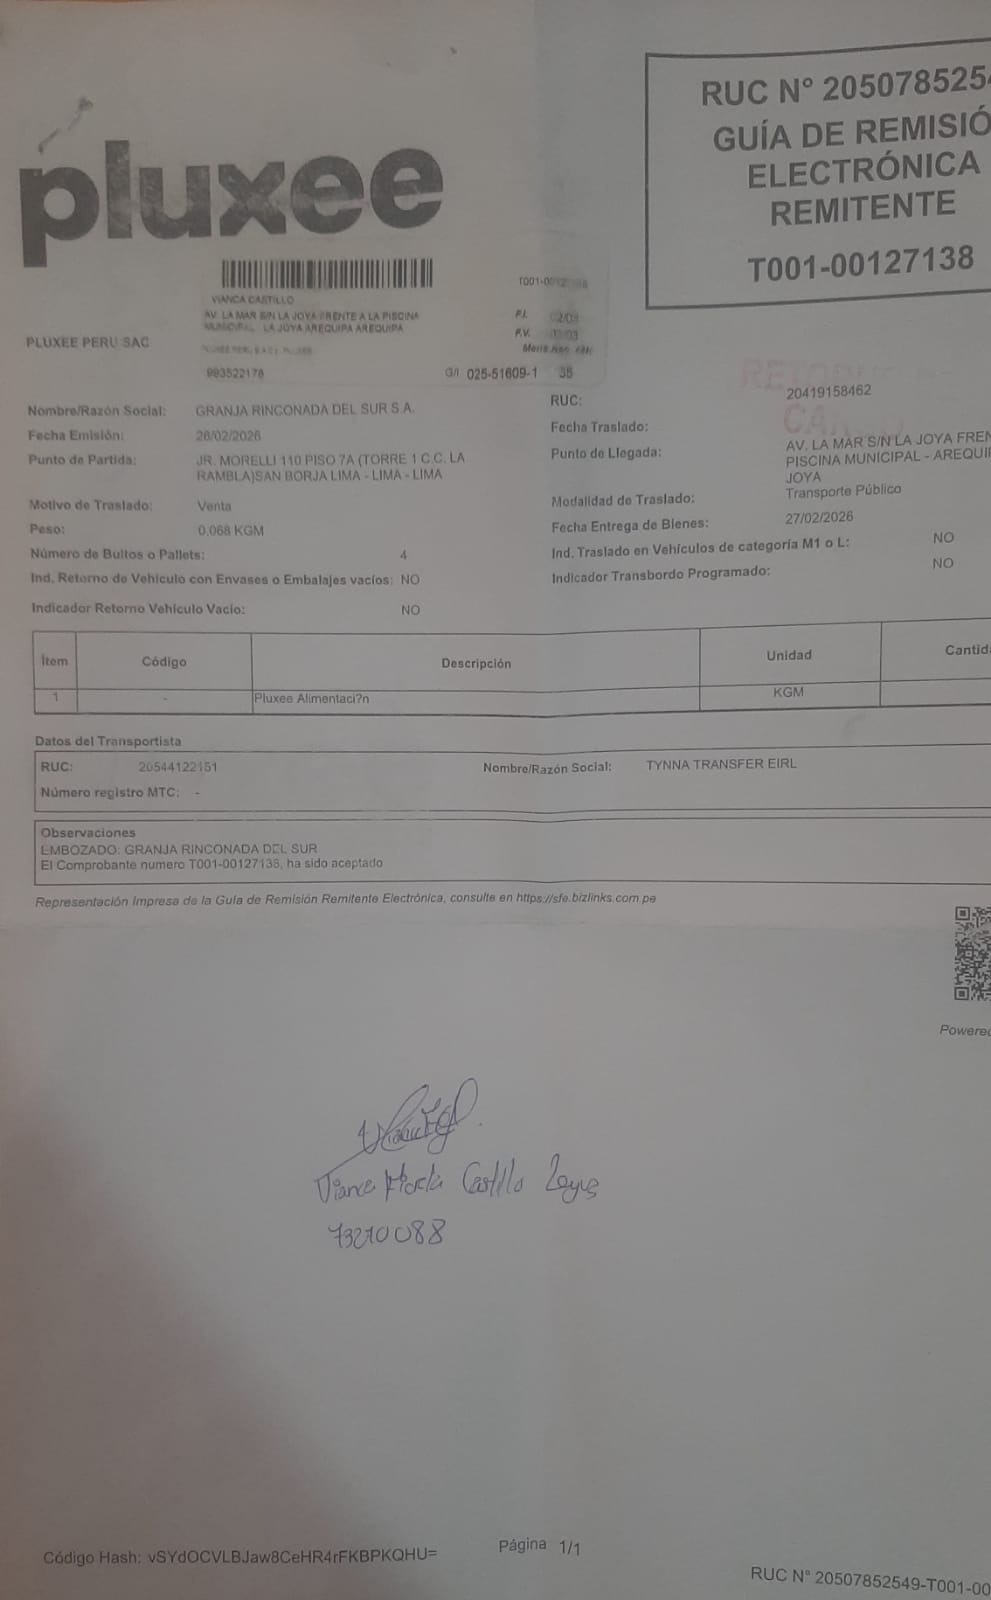 pluxee
RUC N° 2050785254
GUÍA DE REMISIÓ
ELECTRÓNICA
REMITENTE
T001-00127138
VIANCA CASTILLO
AV. LA MAR S/N LA JOYA FRENTE A LA PISCINA
MUNICIPAL LA JOYA AREQUIPA AREQUIPA
993522178
G/I 025-51609-1 35
F.I. 02/03
F.V.
PLUXEE PERU SAC
Nombre/Razón Social: GRANJA RINCONADA DEL SUR S.A.
Fecha Emisión: 26/02/2026
Punto de Partida: JR. MORELLI 110 PISO 7A (TORRE 1 C.C. LA
RAMBLA)SAN BORJA LIMA - LIMA - LIMA
Motivo de Traslado: Venta
Peso: 0.068 KGM
Número de Bultos o Pallets: 4
Ind. Retorno de Vehículo con Envases o Embalajes vacíos: NO
Indicador Retorno Vehículo Vacío: NO
RUC: 20419158462
Fecha Traslado:
Punto de Llegada: AV. LA MAR S/N LA JOYA FREN
PISCINA MUNICIPAL - AREQUI
JOYA
Modalidad de Traslado: Transporte Público
Fecha Entrega de Bienes: 27/02/2026
Ind. Traslado en Vehículos de categoría M1 o L: NO
Indicador Transbordo Programado: NO
Ítem Código Descripción Unidad Cantid
1 - Pluxee Alimentaci?n KGM
Datos del Transportista
RUC: 20544122151 Nombre/Razón Social: TYNNA TRANSFER EIRL
Número registro MTC: -
Observaciones
EMBOZADO: GRANJA RINCONADA DEL SUR
El Comprobante numero T001-00127138, ha sido aceptado
Representación Impresa de la Guía de Remisión Remitente Electrónica, consulte en https://sfe.bizlinks.com.pe
Powered
Castillo
73210088
Código Hash: vSYdOCVLBJaw8CeHR4rFKBPKQHU=
Página 1/1
RUC N° 20507852549-T001-00